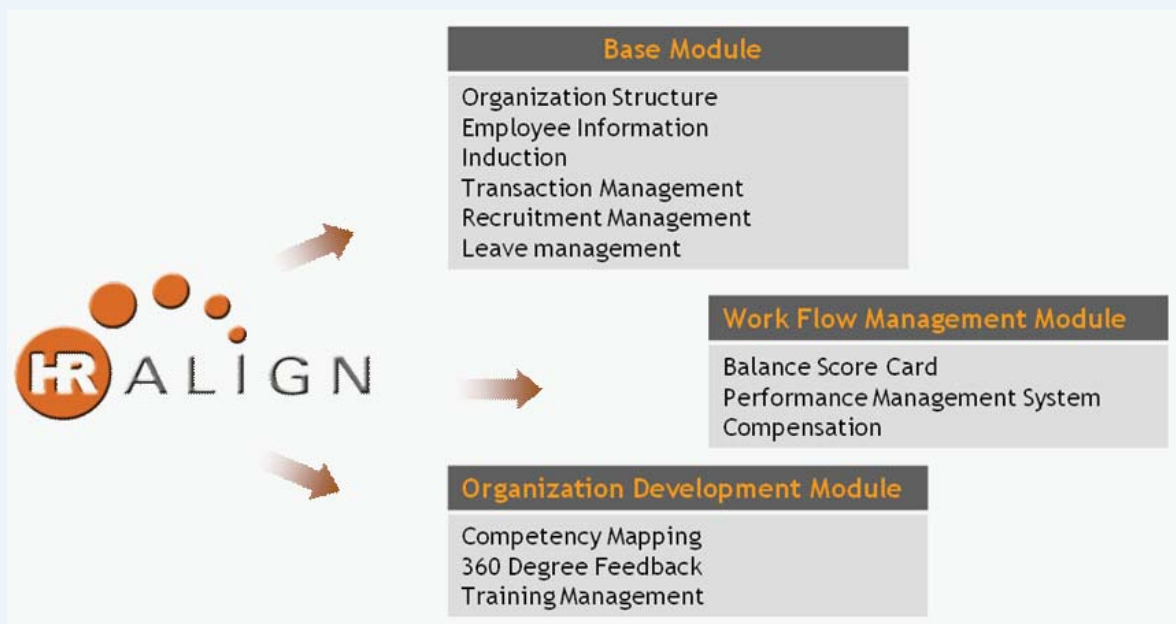 Base Module
Organization Structure
Employee Information
Induction
Transaction Management
Recruitment Management
Leave management
HR ALIGN
Work Flow Management Module
Balance Score Card
Performance Management System
Compensation
Organization Development Module
Competency Mapping
360 Degree Feedback
Training Management